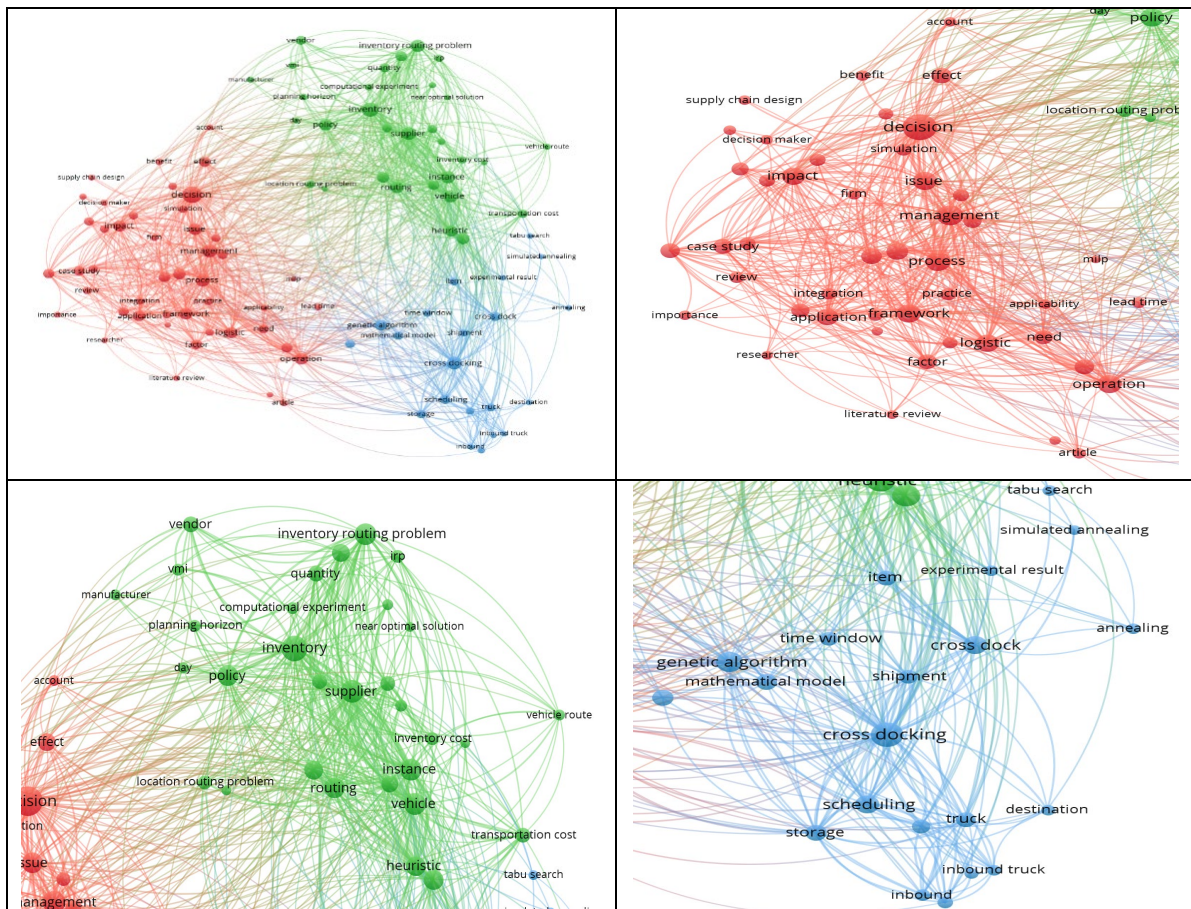 vendor
inventory routing problem
irp
vmi
quantity
manufacturer
computational experiment
planning horizon
near optimal solution
inventory
day
policy
supplier
account
vehicle route
benefit
effect
inventory cost
supply chain design
location routing problem
instance
routing
decision
vehicle
decision maker
simulation
transportation cost
impact
issue
heuristic
firm
tabu search
management
simulated annealing
case study
process
milp
item
experimental result
review
integration
practice
applicability
lead time
annealing
importance
application
framework
time window
cross dock
genetic algorithm
logistic
need
mathematical model
shipment
researcher
factor
operation
cross docking
literature review
article
scheduling
truck
destination
storage
inbound truck
inbound
day
policy
account
benefit
effect
supply chain design
location routing prob
decision
decision maker
simulation
impact
issue
firm
management
case study
process
milp
review
integration
practice
applicability
lead time
importance
application
framework
logistic
need
researcher
factor
operation
literature review
article
vendor
inventory routing problem
irp
vmi
quantity
manufacturer
computational experiment
planning horizon
near optimal solution
inventory
day
policy
account
supplier
vehicle route
effect
inventory cost
location routing problem
instance
routing
cision
vehicle
tion
transportation cost
ssue
heuristic
tabu search
anagement
heuristic
tabu search
simulated annealing
item
experimental result
annealing
time window
cross dock
genetic algorithm
mathematical model
shipment
cross docking
scheduling
destination
truck
storage
inbound truck
inbound